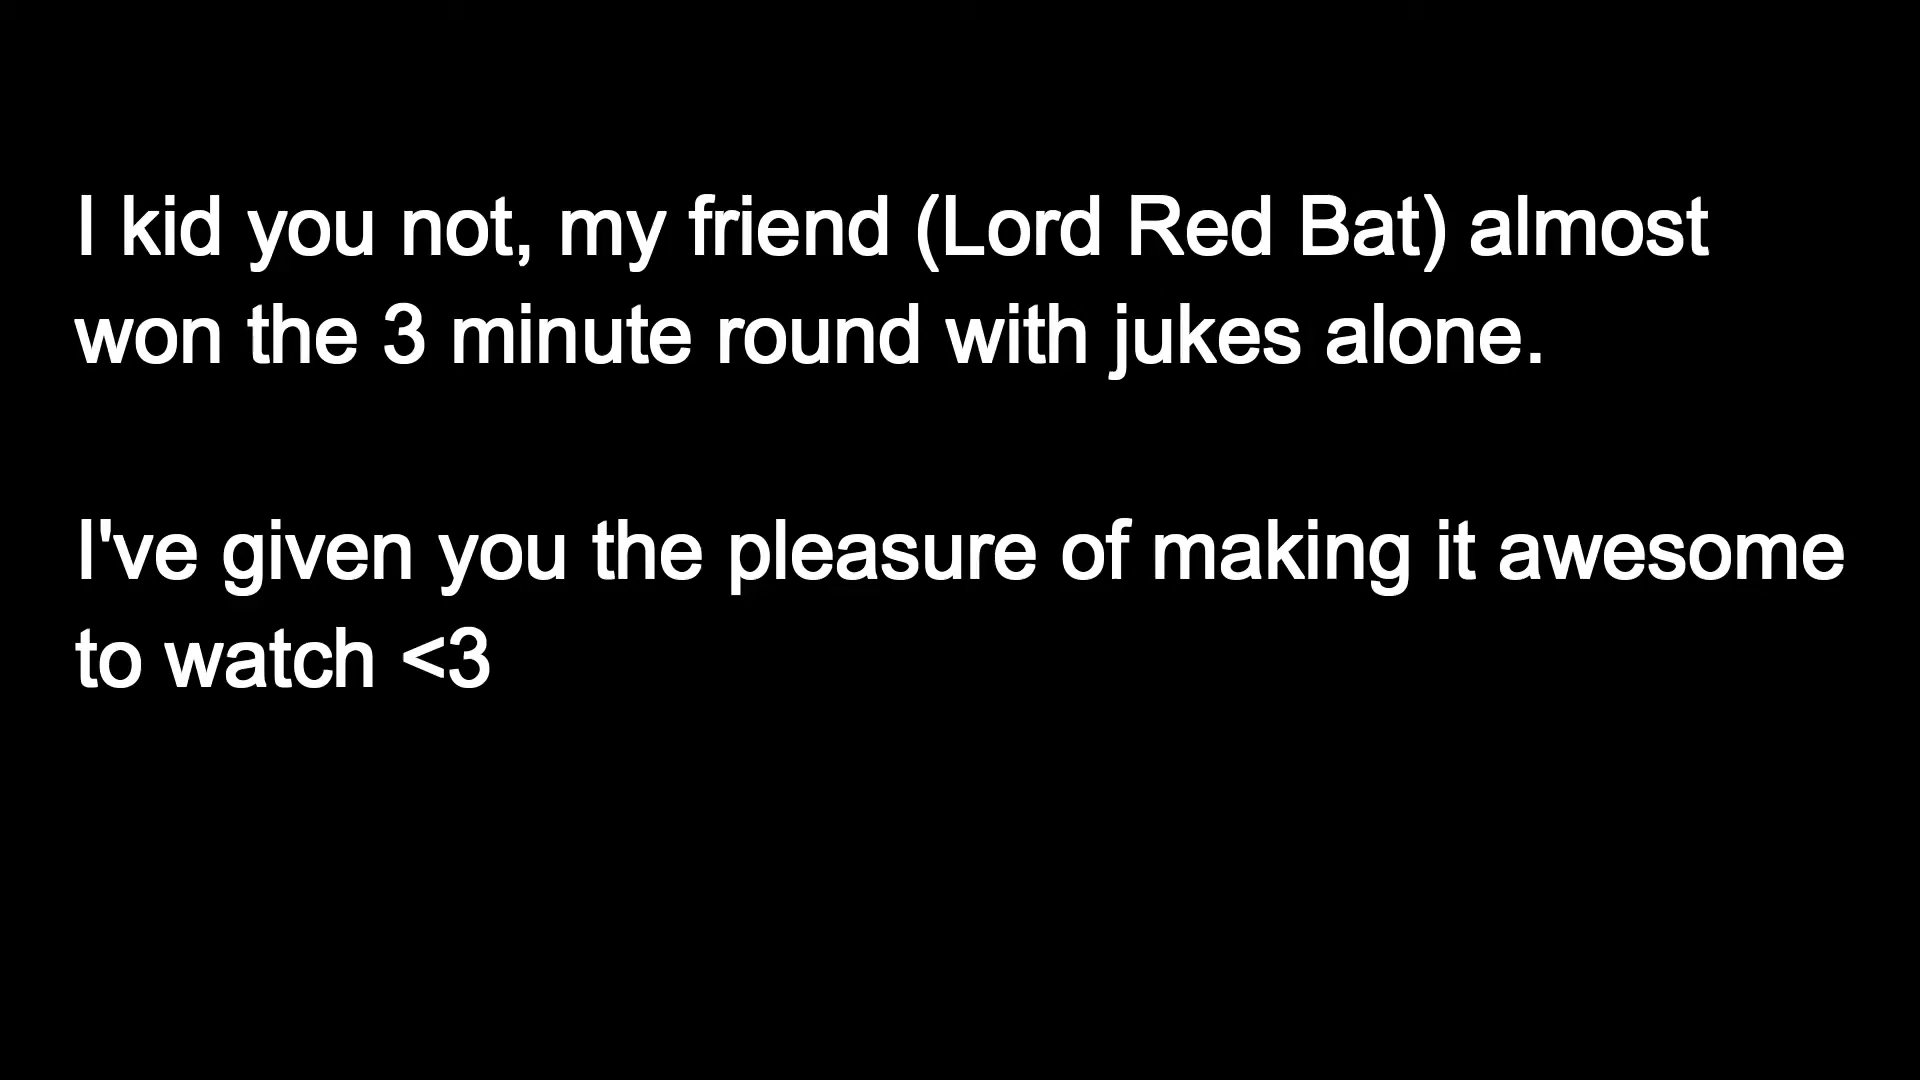 I kid you not, my friend (Lord Red Bat) almost
won the 3 minute round with jukes alone.
I've given you the pleasure of making it awesome
to watch <3